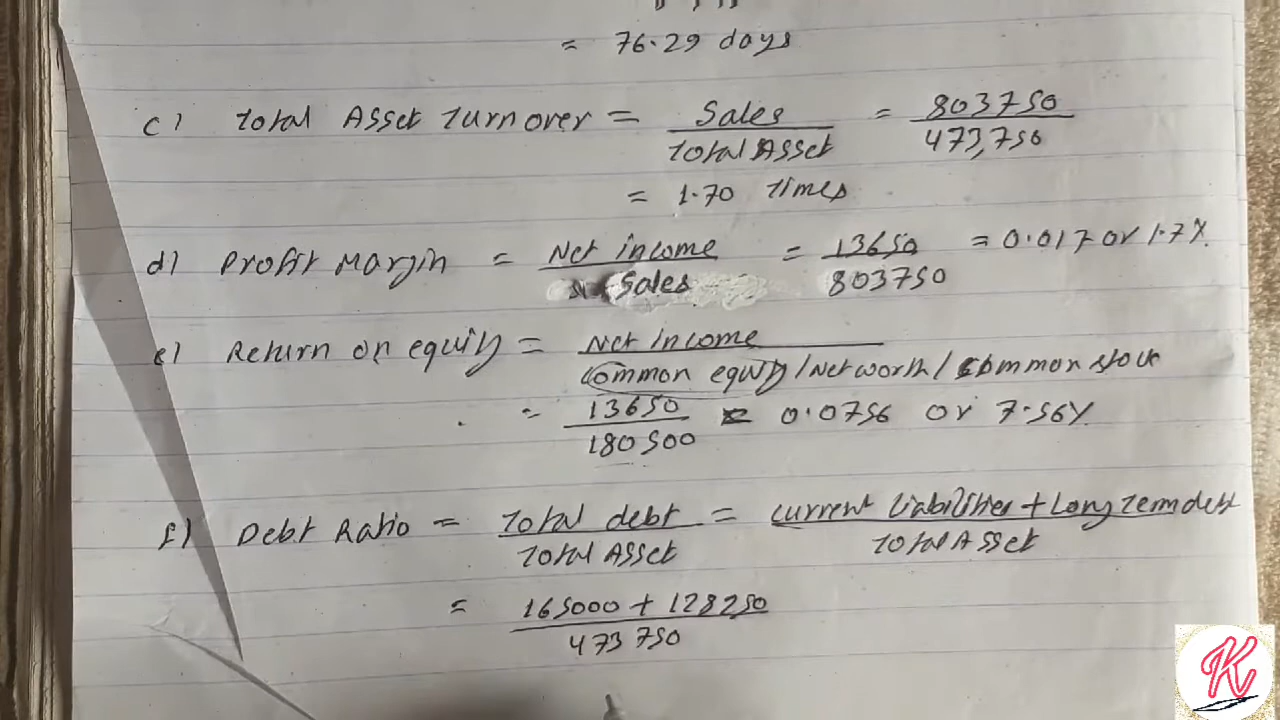 = 76.29 days
c) Total Asset Turnover = Sales / Total Asset = 803750 / 473,750
= 1.70 times
d) Profit Margin = Net income / Sales = 13650 / 803750 = 0.017 or 1.7%.
e) Return on equity = Net income / Common equity/Net worth/Common stock
= 13650 / 180500 = 0.0756 or 7.56%
f) Debt Ratio = Total debt / Total Asset = current liabilities + Long term debt / Total Asset
= 165000 + 128250 / 473750
K